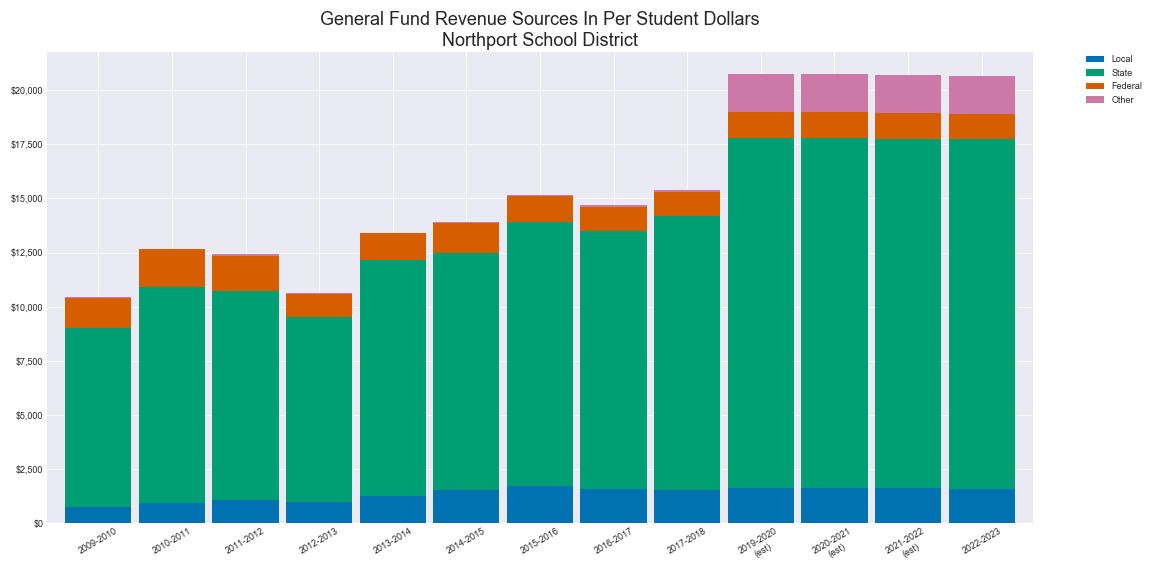 General Fund Revenue Sources In Per Student Dollars
Northport School District
Local
State
Federal
Other
$20,000
$17,500
$15,000
$12,500
$10,000
$7,500
$5,000
$2,500
$0
2009-2010
2010-2011
2011-2012
2012-2013
2013-2014
2014-2015
2015-2016
2016-2017
2017-2018
2019-2020
(est)
2020-2021
(est)
2021-2022
(est)
2022-2023